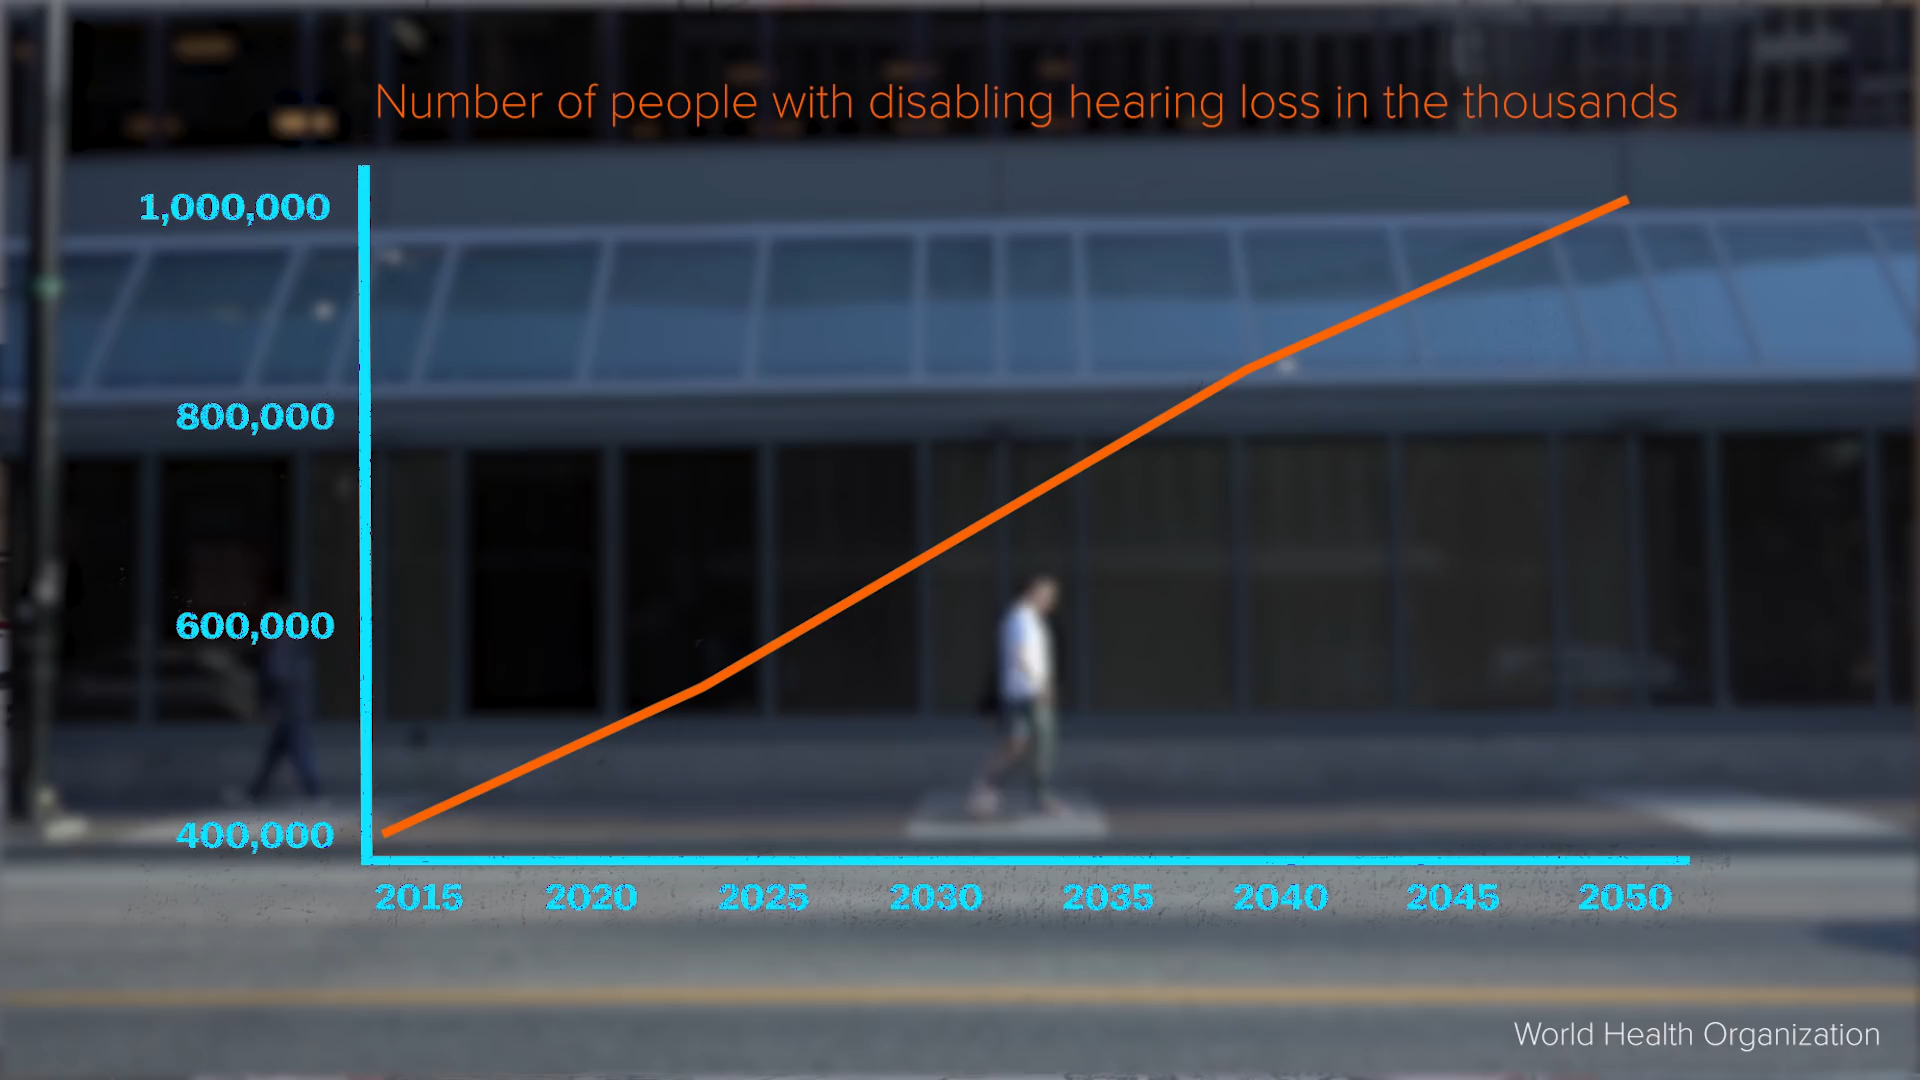 Number of people with disabling hearing loss in the thousands
1,000,000
800,000
600,000
400,000
2015 2020 2025 2030 2035 2040 2045 2050
World Health Organization